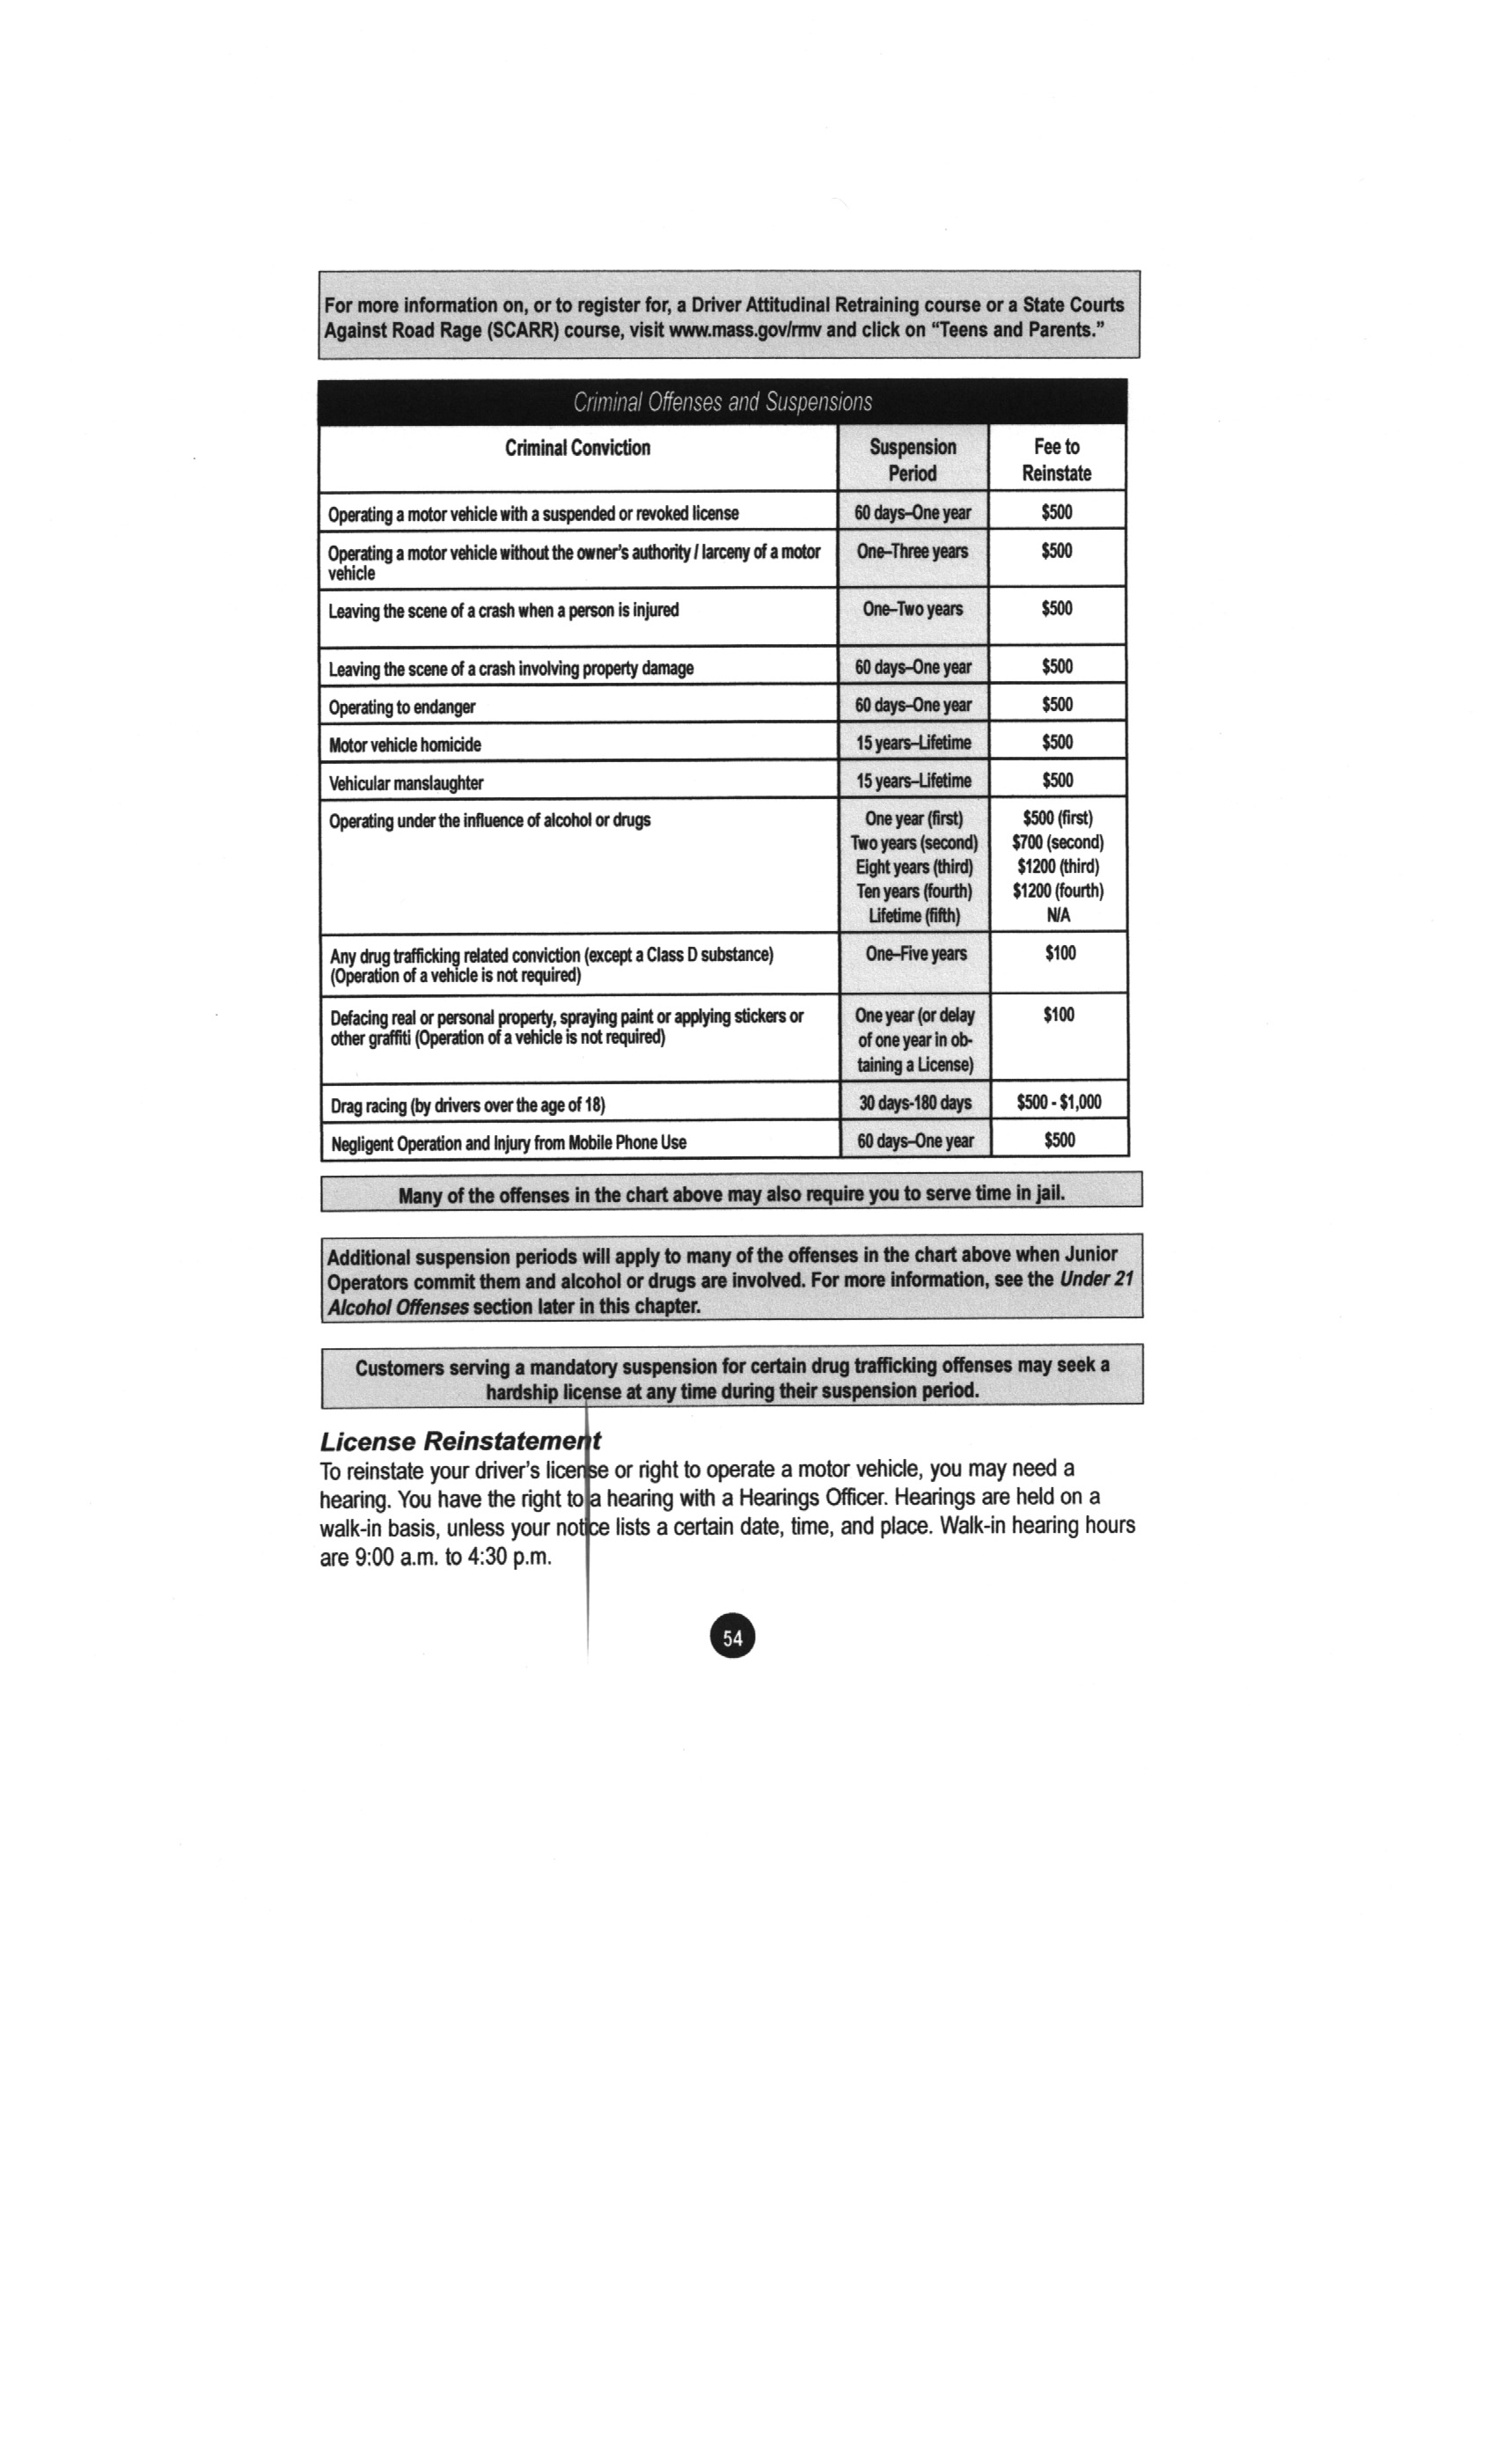 For more information on, or to register for, a Driver Attitudinal Retraining course or a State Courts
Against Road Rage (SCARR) course, visit www.mass.gov/rmv and click on “Teens and Parents.”
Criminal Offenses and Suspensions
Criminal Conviction
Suspension
Period
Fee to
Reinstate
Operating a motor vehicle with a suspended or revoked license
60 days–One year
$500
Operating a motor vehicle without the owner's authority / larceny of a motor
vehicle
One–Three years
$500
Leaving the scene of a crash when a person is injured
One–Two years
$500
Leaving the scene of a crash involving property damage
60 days–One year
$500
Operating to endanger
60 days–One year
$500
Motor vehicle homicide
15 years–Lifetime
$500
Vehicular manslaughter
15 years–Lifetime
$500
Operating under the influence of alcohol or drugs
One year (first)
Two years (second)
Eight years (third)
Ten years (fourth)
Lifetime (fifth)
$500 (first)
$700 (second)
$1200 (third)
$1200 (fourth)
N/A
Any drug trafficking related conviction (except a Class D substance)
(Operation of a vehicle is not required)
One–Five years
$100
Defacing real or personal property, spraying paint or applying stickers or
other graffiti (Operation of a vehicle is not required)
One year (or delay
of one year in ob-
taining a License)
$100
Drag racing (by drivers over the age of 18)
30 days-180 days
$500 - $1,000
Negligent Operation and Injury from Mobile Phone Use
60 days–One year
$500
Many of the offenses in the chart above may also require you to serve time in jail.
Additional suspension periods will apply to many of the offenses in the chart above when Junior
Operators commit them and alcohol or drugs are involved. For more information, see the Under 21
Alcohol Offenses section later in this chapter.
Customers serving a mandatory suspension for certain drug trafficking offenses may seek a
hardship license at any time during their suspension period.
License Reinstatement
To reinstate your driver's license or right to operate a motor vehicle, you may need a
hearing. You have the right to a hearing with a Hearings Officer. Hearings are held on a
walk-in basis, unless your notice lists a certain date, time, and place. Walk-in hearing hours
are 9:00 a.m. to 4:30 p.m.
54